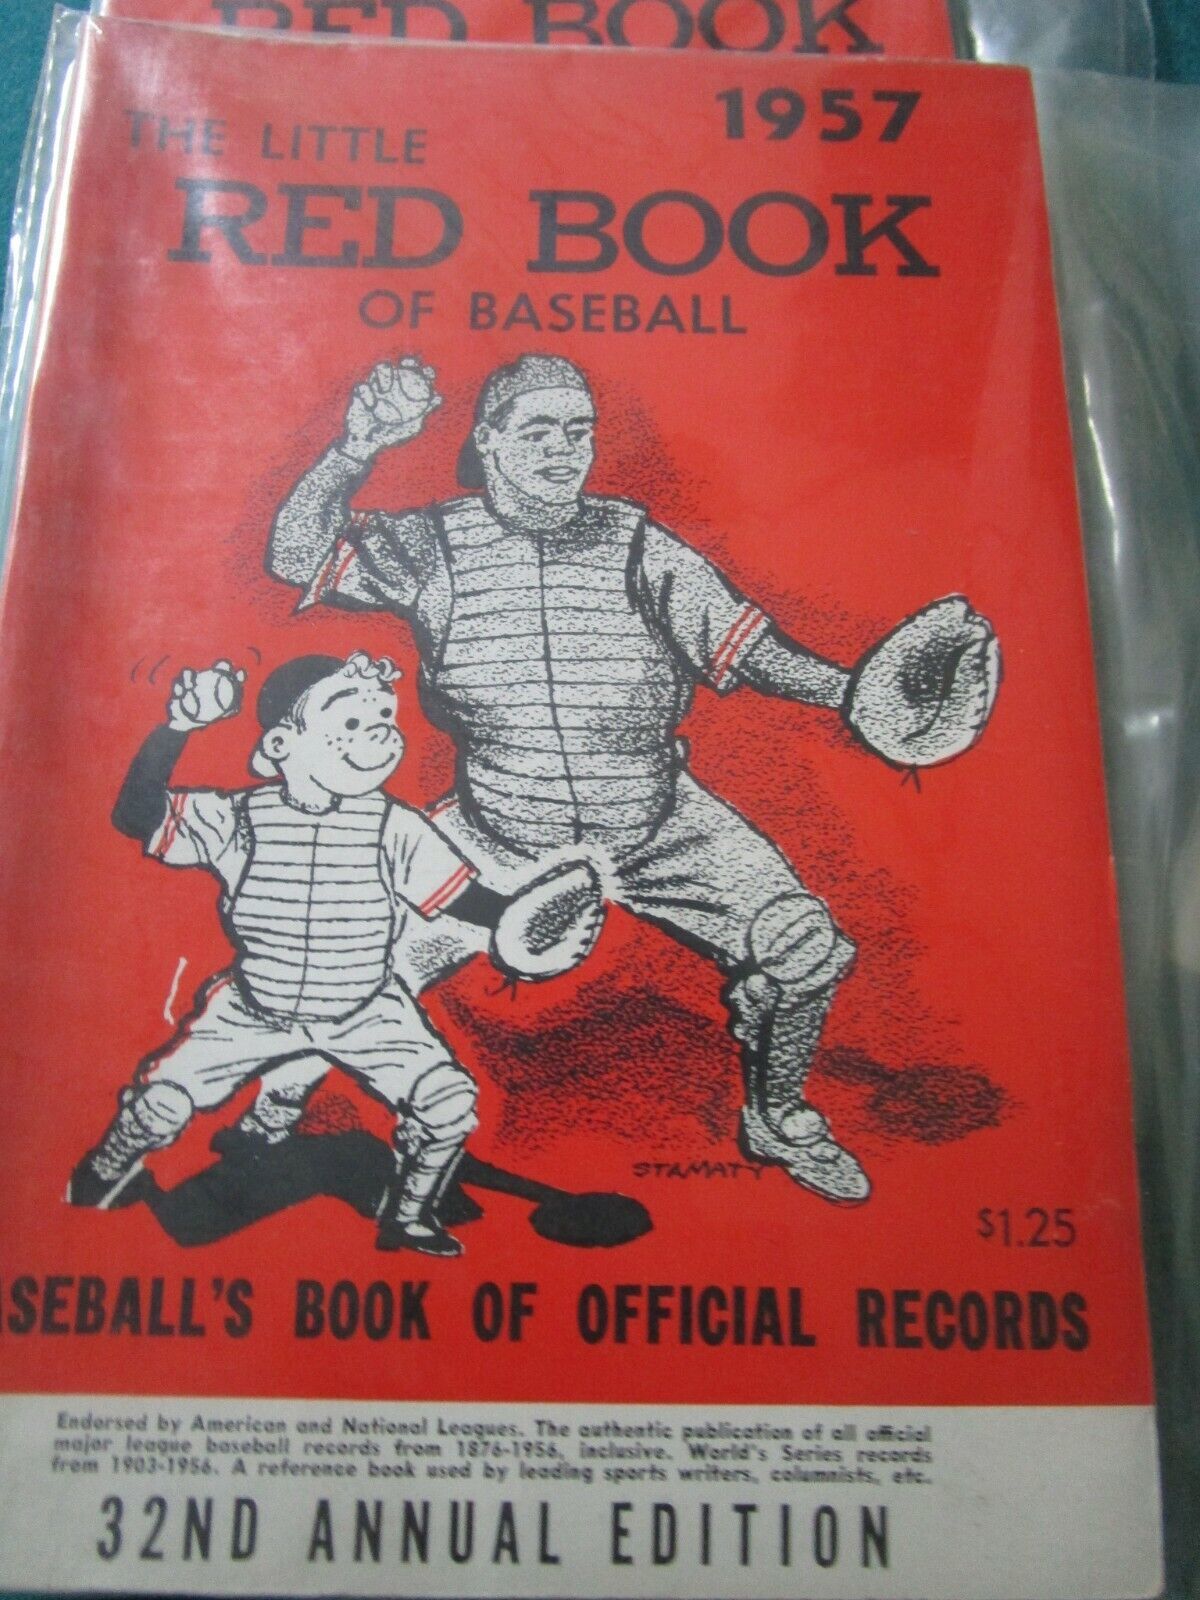 RED BOOK
1957
THE LITTLE
RED BOOK
OF BASEBALL
STAMATY
$1.25
ASEBALL'S BOOK OF OFFICIAL RECORDS
Endorsed by American and National Leagues. The authentic publication of all official
major league baseball records from 1876-1956, inclusive. World's Series records
from 1903-1956. A reference book used by leading sports writers, columnists, etc.
32ND ANNUAL EDITION